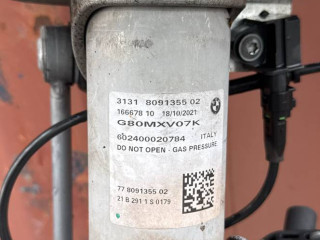 3131 8091355 02
166678 10 18/10/2021
G80MXV07K
602400020784 ITALY
DO NOT OPEN - GAS PRESSURE
77 8091355 02
21 B 291 1 S 0179